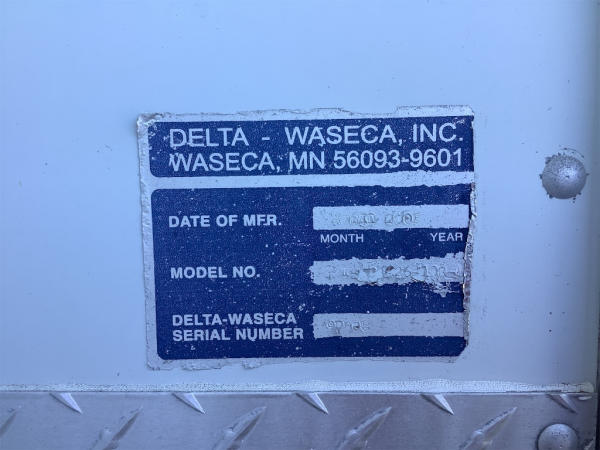 DELTA - WASECA, INC.
WASECA, MN 56093-9601
DATE OF MFR.
MONTH YEAR
MODEL NO.
DELTA-WASECA
SERIAL NUMBER